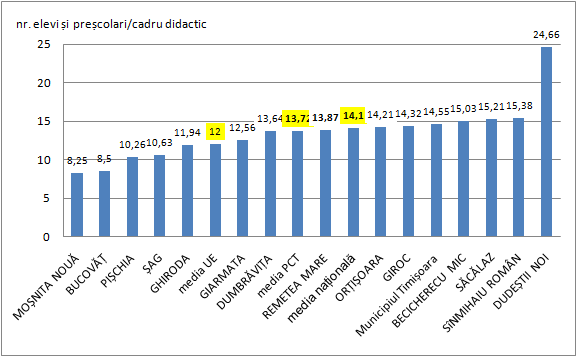 nr. elevi și preșcolari/cadru didactic
25
20
15
10
5
0
8,25
8,5
10,26
10,63
11,94
12
12,56
13,64
13,72
13,87
14,1
14,21
14,32
14,55
15,03
15,21
15,38
24,66
MOȘNIȚA NOUĂ
BUCOVĂȚ
PIȘCHIA
ȘAG
GHIRODA
media UE
GIARMATA
DUMBRĂVIȚA
media PCT
REMETEA MARE
media națională
ORTIȘOARA
GIROC
Municipiul Timișoara
BECICHERECU MIC
SĂCĂLAZ
SÎNMIHAIU ROMÂN
DUDEȘTII NOI